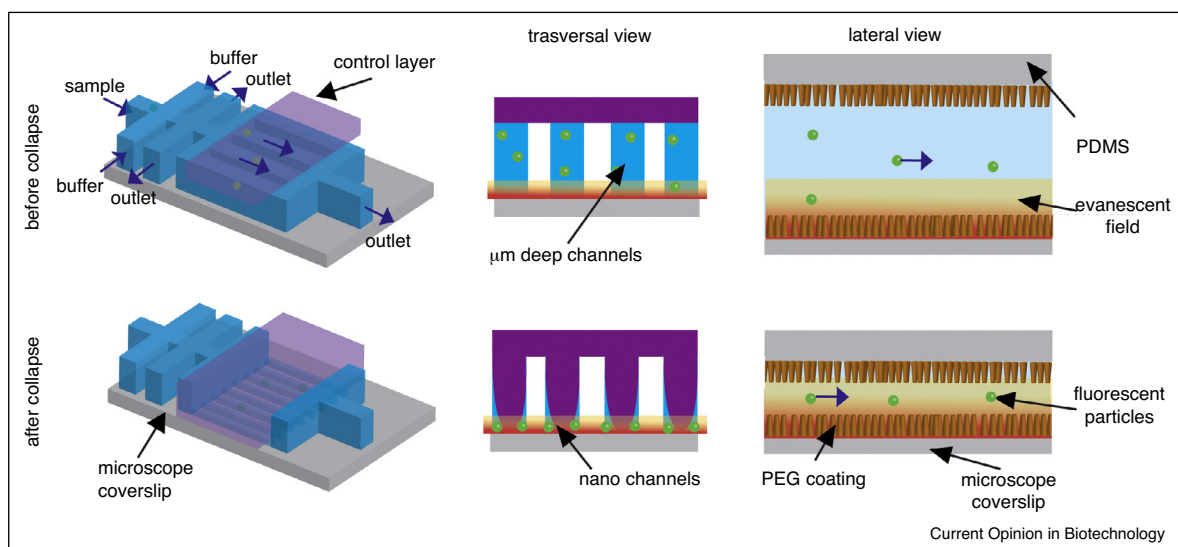 trasversal view
lateral view
before collapse
sample
buffer
outlet
control layer
buffer
outlet
outlet
μm deep channels
PDMS
evanescent
field
after collapse
microscope
coverslip
nano channels
PEG coating
fluorescent
particles
microscope
coverslip
Current Opinion in Biotechnology